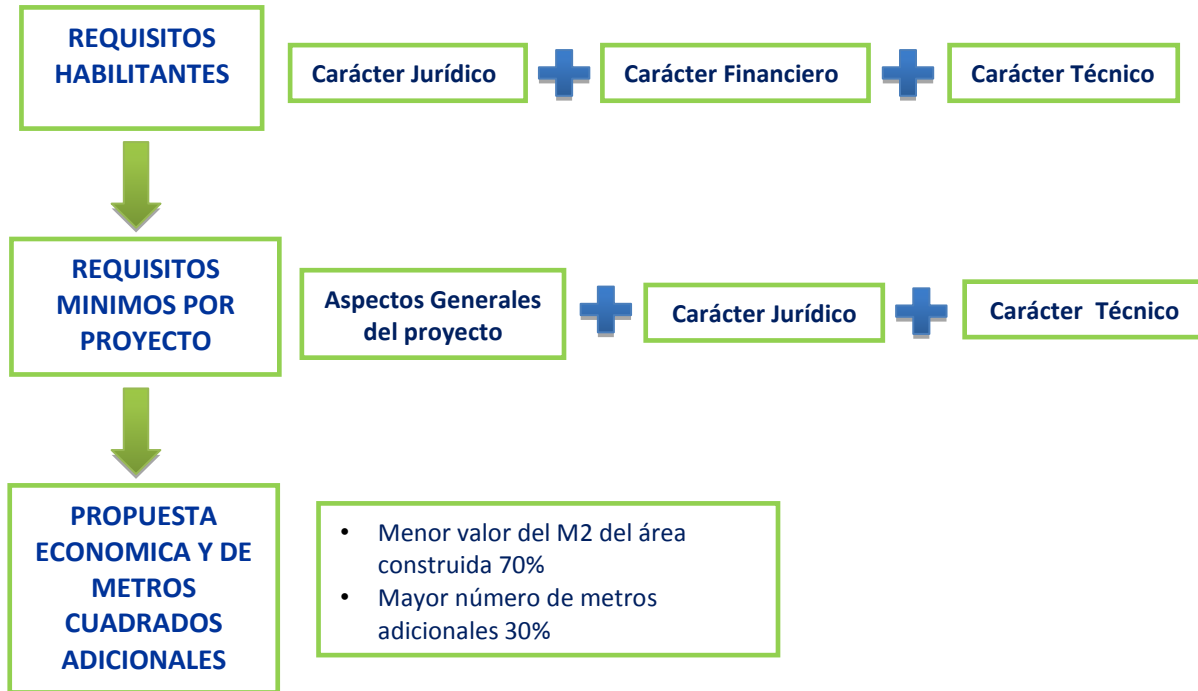 REQUISITOS
HABILITANTES
Carácter Jurídico
Carácter Financiero
Carácter Técnico
REQUISITOS
MINIMOS POR
PROYECTO
Aspectos Generales
del proyecto
Carácter Jurídico
Carácter Técnico
PROPUESTA
ECONOMICA Y DE
METROS
CUADRADOS
ADICIONALES
• Menor valor del M2 del área
construida 70%
• Mayor número de metros
adicionales 30%